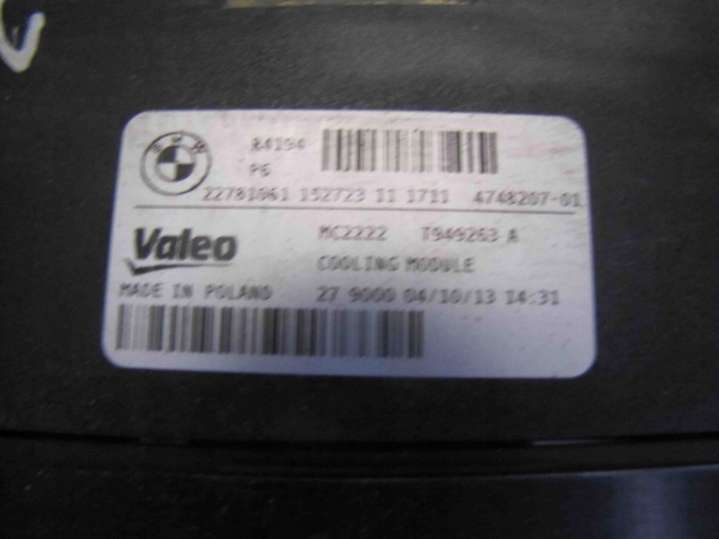 BMW
84194
P6
22781061 152723 11 1711 4748207-01
Valeo
MC2222 T949263 A
COOLING MODULE
MADE IN POLAND
27 9000 04/10/13 14:31